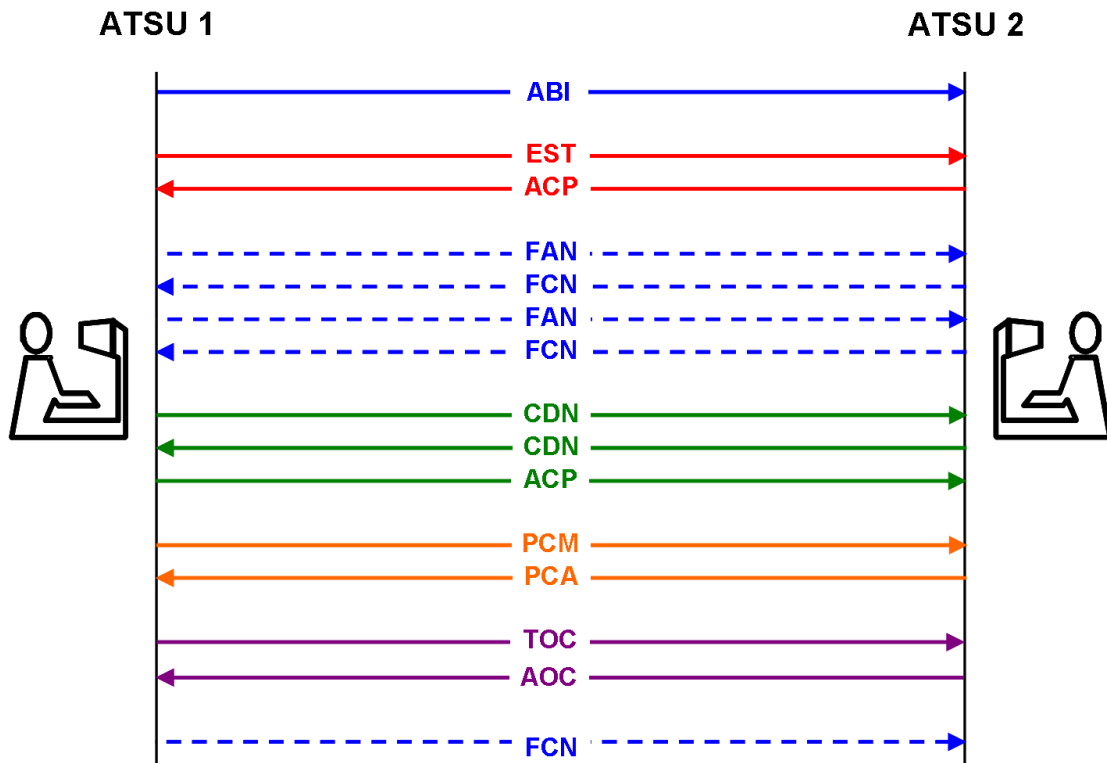 ATSU 1 ATSU 2
ABI
EST
ACP
FAN
FCN
FAN
FCN
CDN
CDN
ACP
PCM
PCA
TOC
AOC
FCN